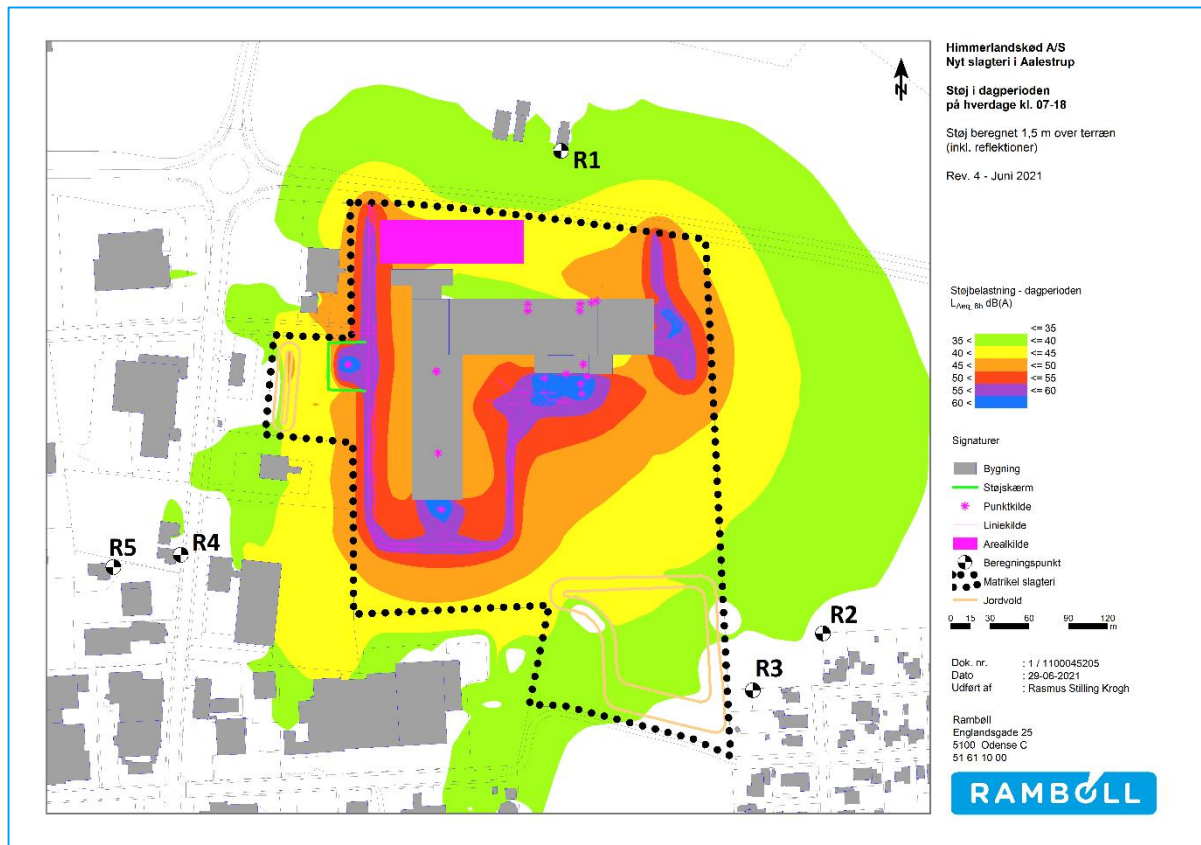 Himmerlandskød A/S
Nyt slagteri i Aalestrup
Støj i dagperioden
på hverdage kl. 07-18
Støj beregnet 1,5 m over terræn
(inkl. reflektioner)
Rev. 4 - Juni 2021
N
R1
R5
R4
R2
R3
Støjbelastning - dagperioden
LAeq, 8h dB(A)
<= 35
35 < <= 40
40 < <= 45
45 < <= 50
50 < <= 55
55 < <= 60
60 <
Signaturer
Bygning
Støjskærm
Punktkilde
Liniekilde
Arealkilde
Beregningspunkt
Matrikel slagteri
Jordvold
0 15 30 60 90 120
m
Dok. nr. : 1 / 1100045205
Dato : 29-06-2021
Udført af : Rasmus Stilling Krogh
Rambøll
Englandsgade 25
5100 Odense C
51 61 10 00
RAMBOLL